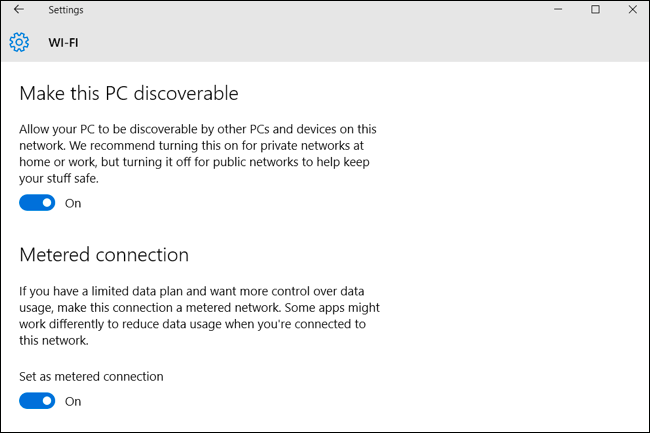 Settings
WI-FI
Make this PC discoverable
Allow your PC to be discoverable by other PCs and devices on this
network. We recommend turning this on for private networks at
home or work, but turning it off for public networks to help keep
your stuff safe.
On
Metered connection
If you have a limited data plan and want more control over data
usage, make this connection a metered network. Some apps might
work differently to reduce data usage when you're connected to
this network.
Set as metered connection
On